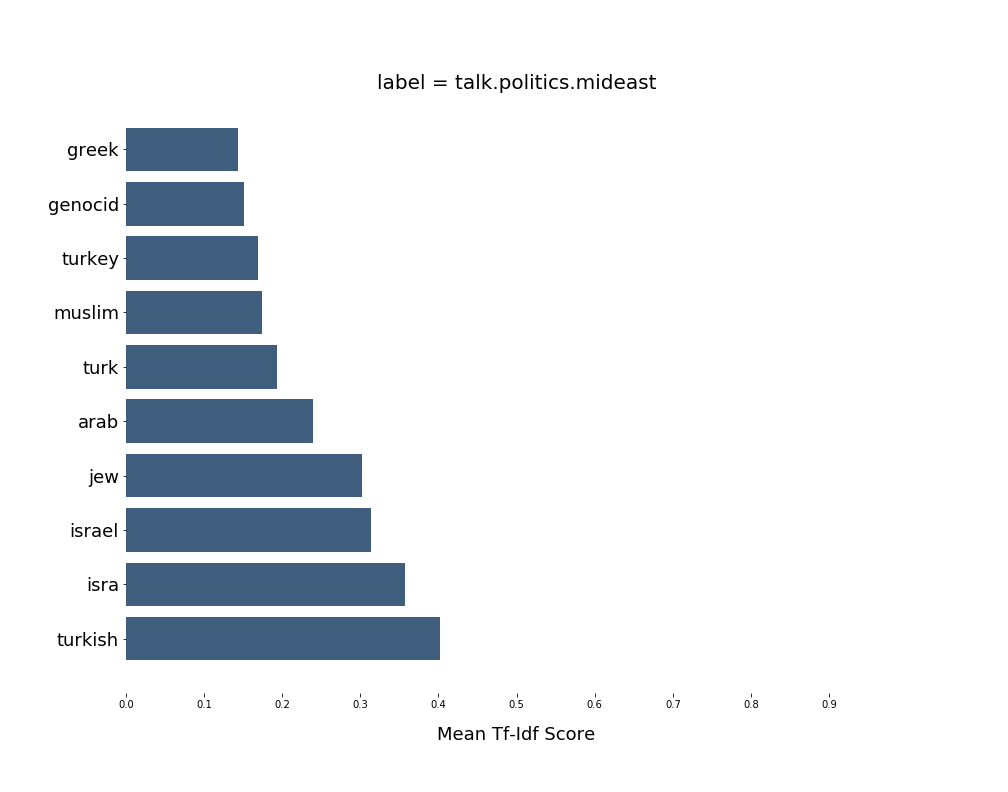 label = talk.politics.mideast
greek
genocid
turkey
muslim
turk
arab
jew
israel
isra
turkish
0.0 0.1 0.2 0.3 0.4 0.5 0.6 0.7 0.8 0.9
Mean Tf-Idf Score